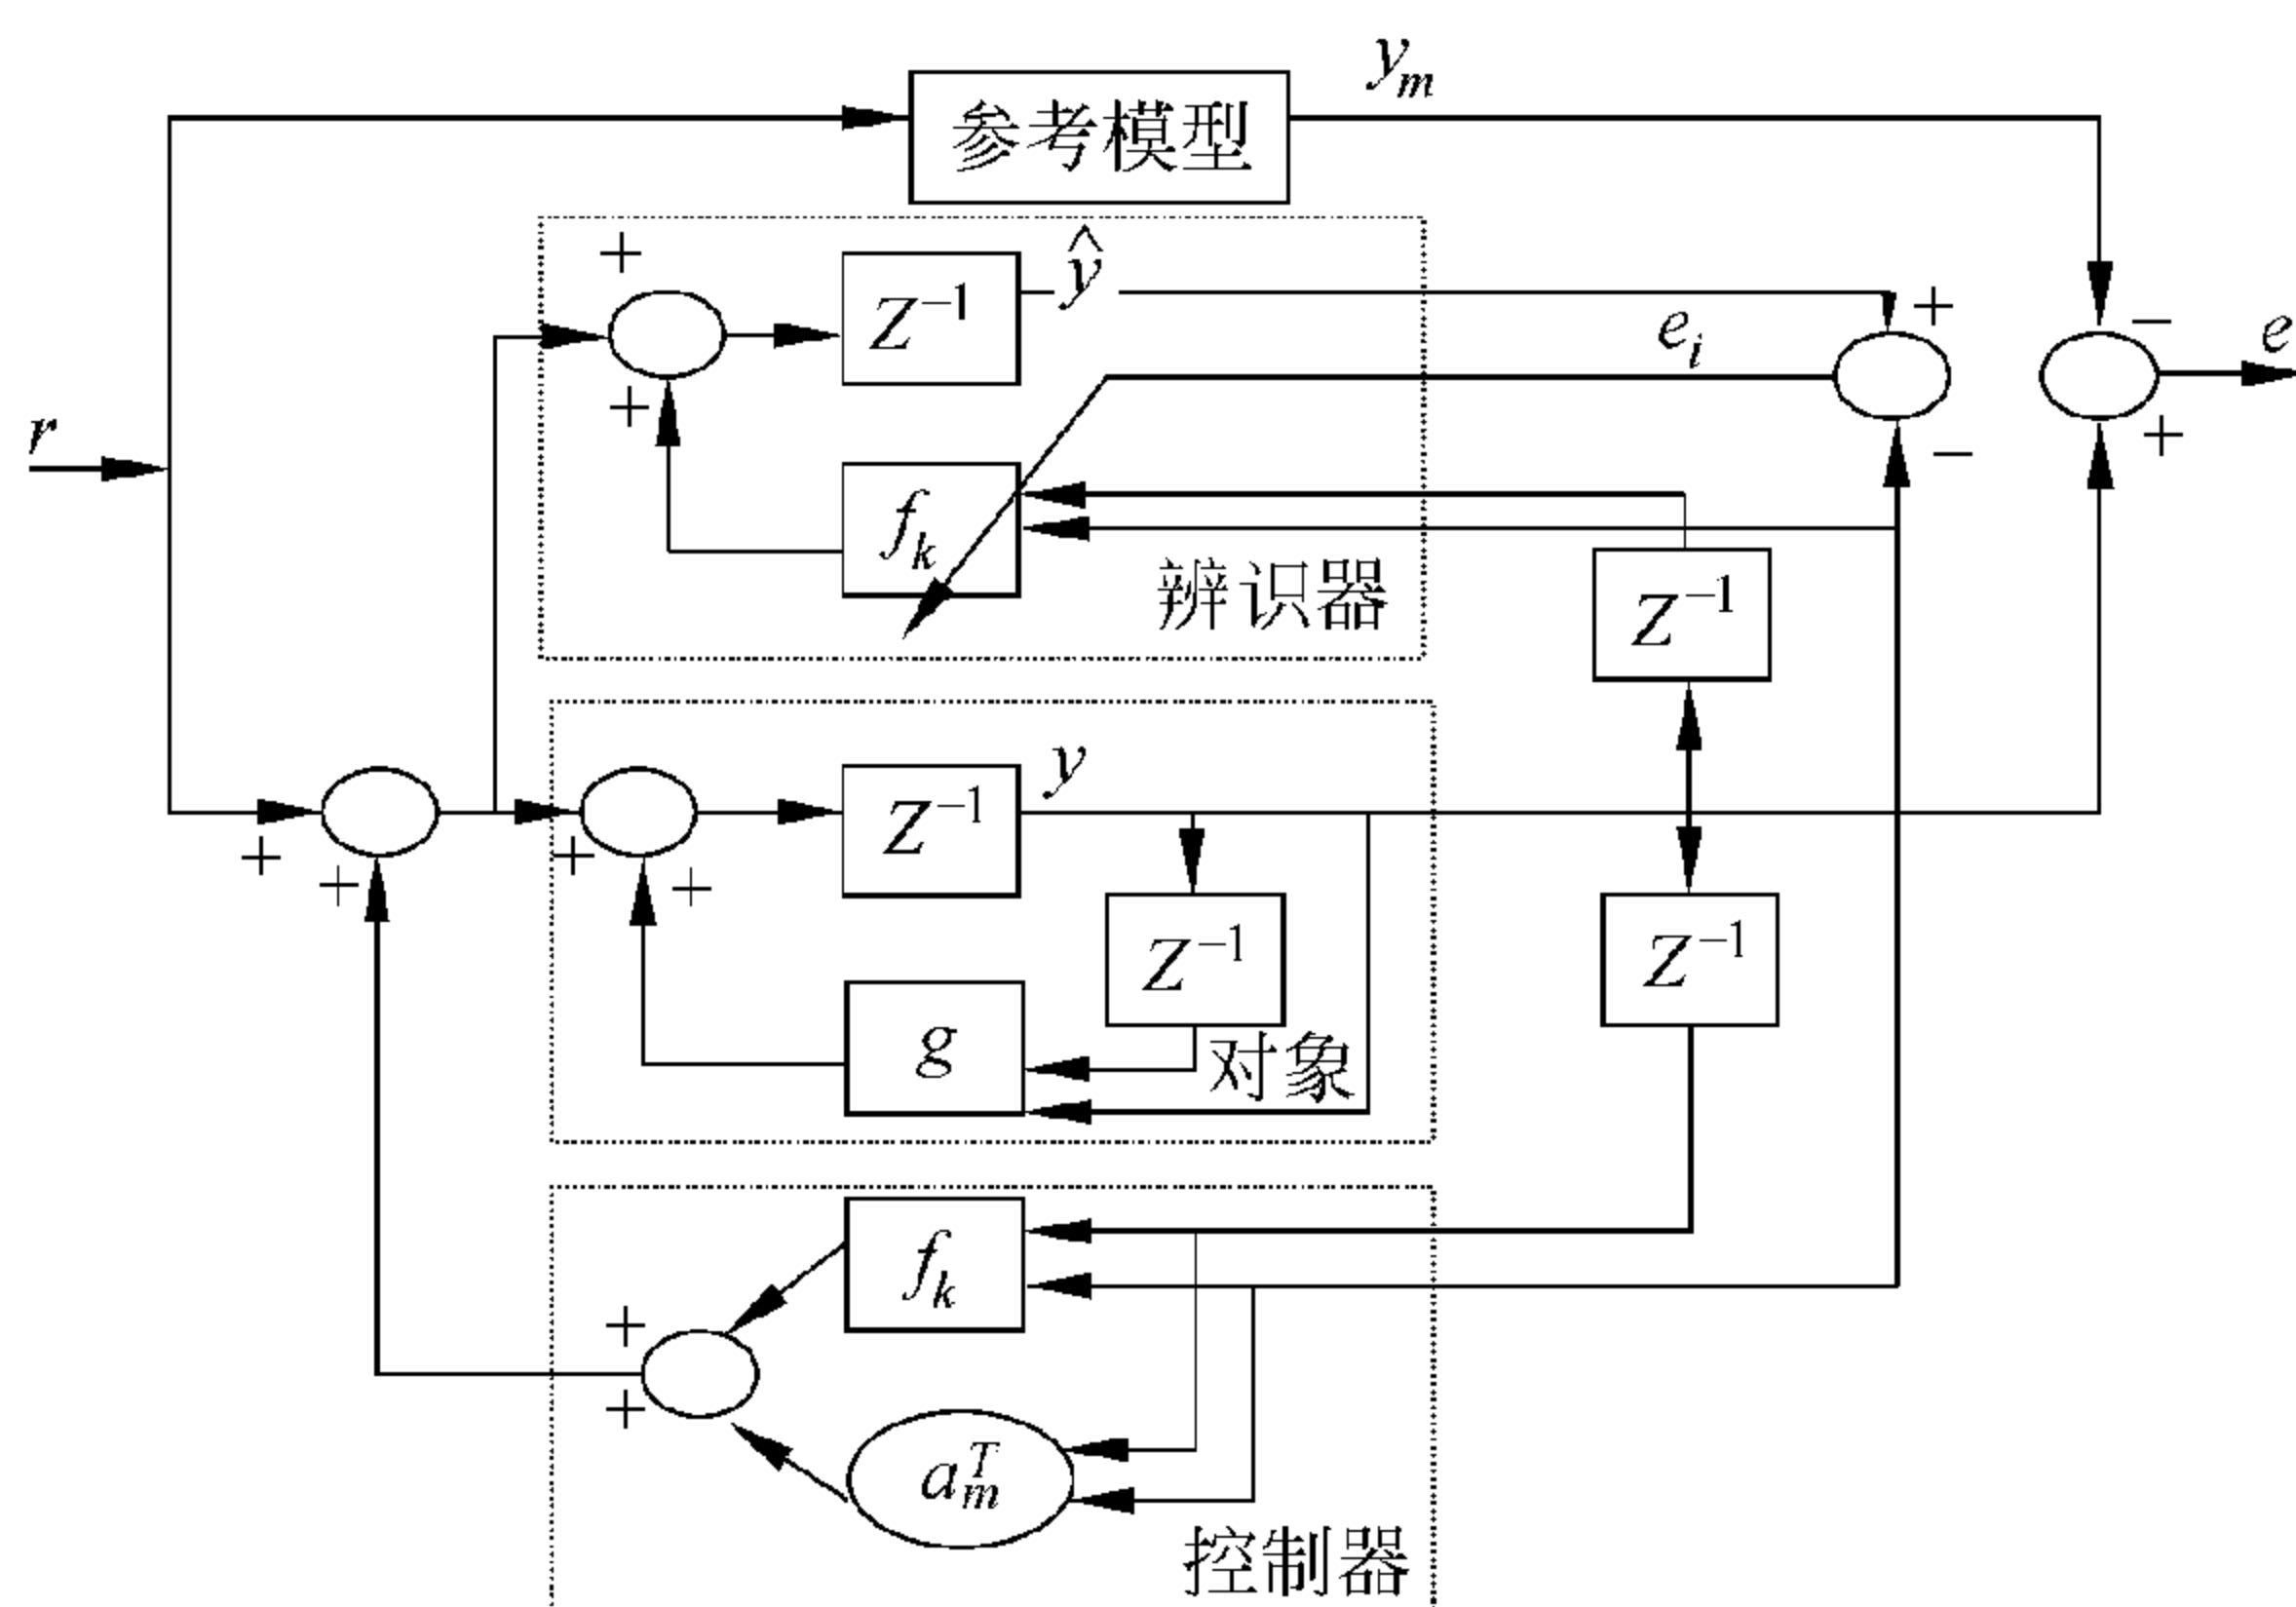 y_m
参考模型
+
ŷ
Z^{-1}
+
e_i
−
e
+
r
f_k
−
+
辨识器
Z^{-1}
y
Z^{-1}
+
+
+
+
Z^{-1}
Z^{-1}
g
对象
f_k
+
+
a_m^T
控制器